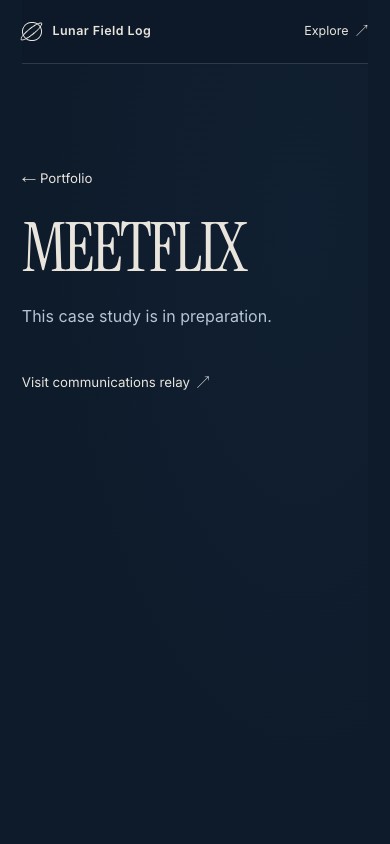 Lunar Field Log
Explore ↗
← Portfolio
MEETFLIX
This case study is in preparation.
Visit communications relay ↗